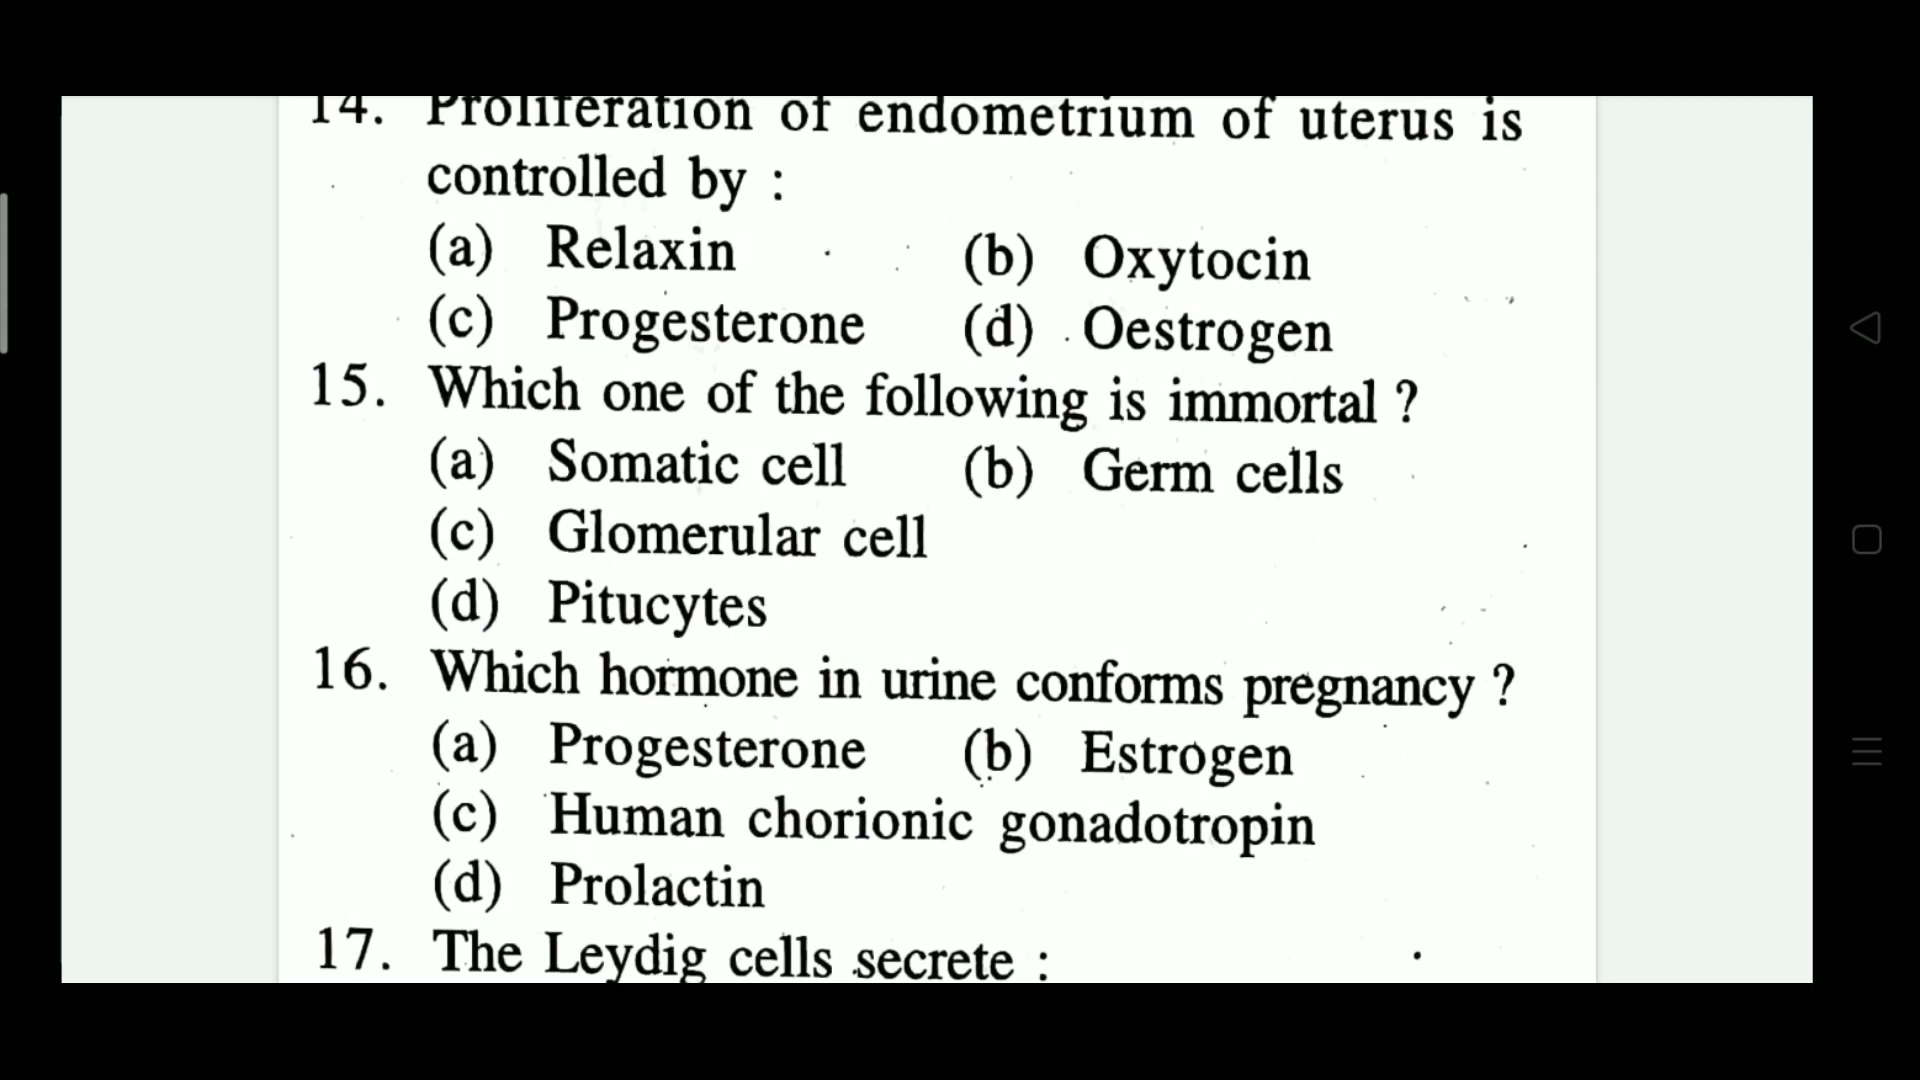 14. Proliferation of endometrium of uterus is
controlled by :
(a) Relaxin (b) Oxytocin
(c) Progesterone (d) Oestrogen
15. Which one of the following is immortal ?
(a) Somatic cell (b) Germ cells
(c) Glomerular cell
(d) Pitucytes
16. Which hormone in urine conforms pregnancy ?
(a) Progesterone (b) Estrogen
(c) Human chorionic gonadotropin
(d) Prolactin
17. The Leydig cells secrete :